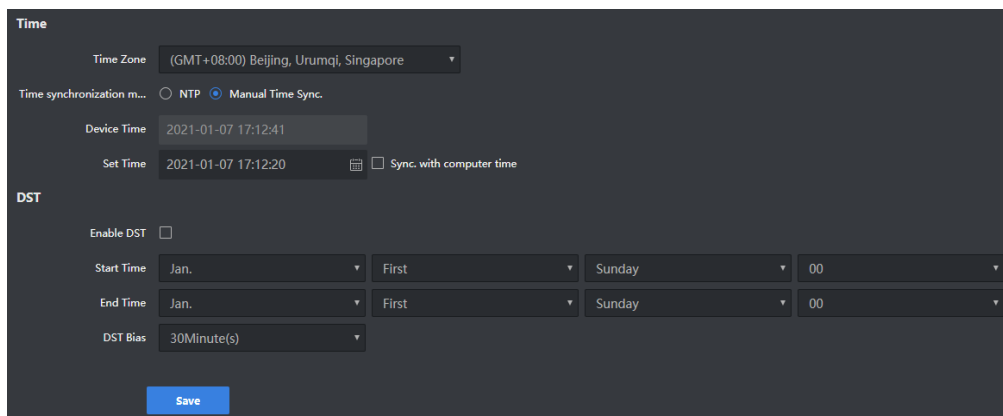 Time
Time Zone (GMT+08:00) Beijing, Urumqi, Singapore
Time synchronization m... NTP Manual Time Sync.
Device Time 2021-01-07 17:12:41
Set Time 2021-01-07 17:12:20 Sync. with computer time
DST
Enable DST
Start Time Jan. First Sunday 00
End Time Jan. First Sunday 00
DST Bias 30Minute(s)
Save